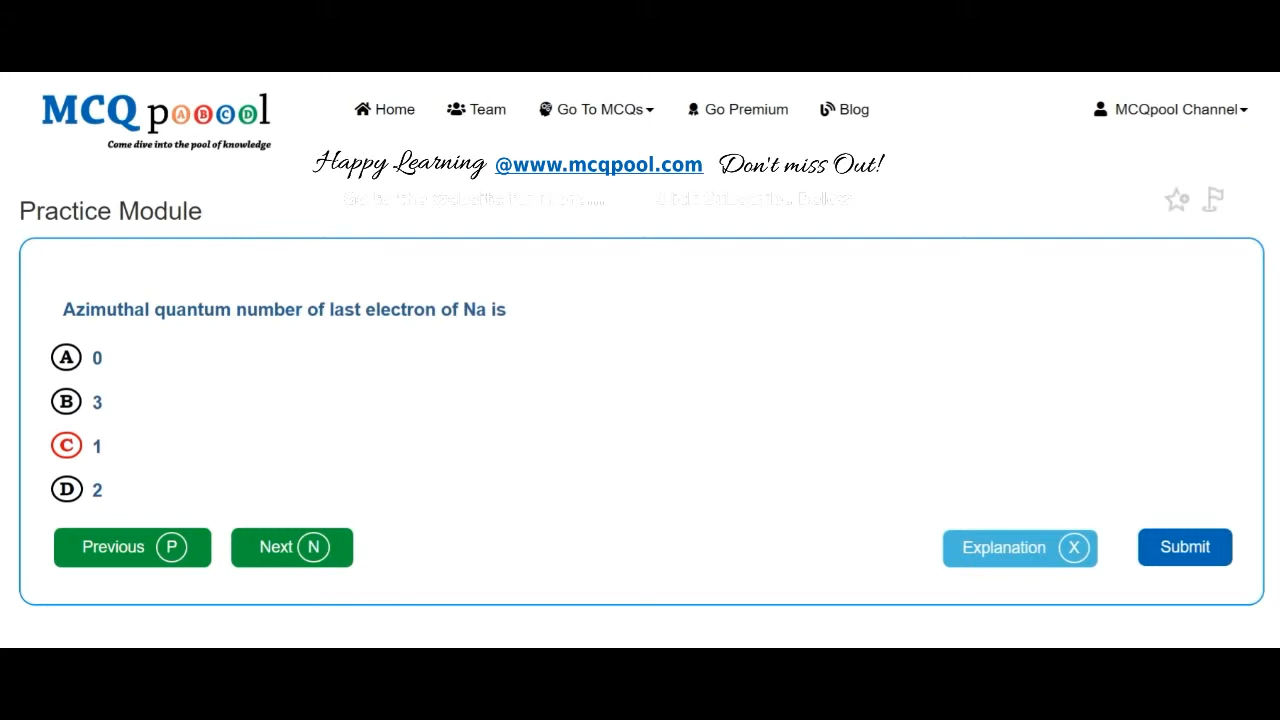 MCQ pABCDl
Come dive into the pool of knowledge
Home Team Go To MCQs Go Premium Blog MCQpool Channel
Happy Learning @www.mcqpool.com Don't miss Out!
Practice Module
Azimuthal quantum number of last electron of Na is
A 0
B 3
C 1
D 2
Previous P Next N Explanation X Submit